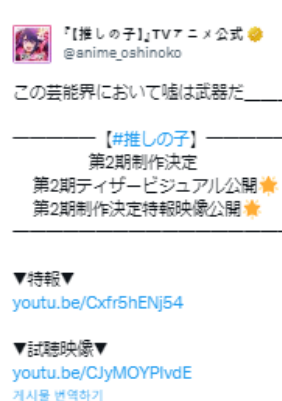 『【推しの子】』TVアニメ公式
@anime_oshinoko
この芸能界において嘘は武器だ____
――――――【#推しの子】――――――
第2期制作決定
第2期ティザービジュアル公開🌟
第2期制作決定特報映像公開🌟
――――――――――――――――――
▼特報▼
youtu.be/Cxfr5hENj54
▼試聴映像▼
youtu.be/CJyMOYPIvdE
게시물 번역하기